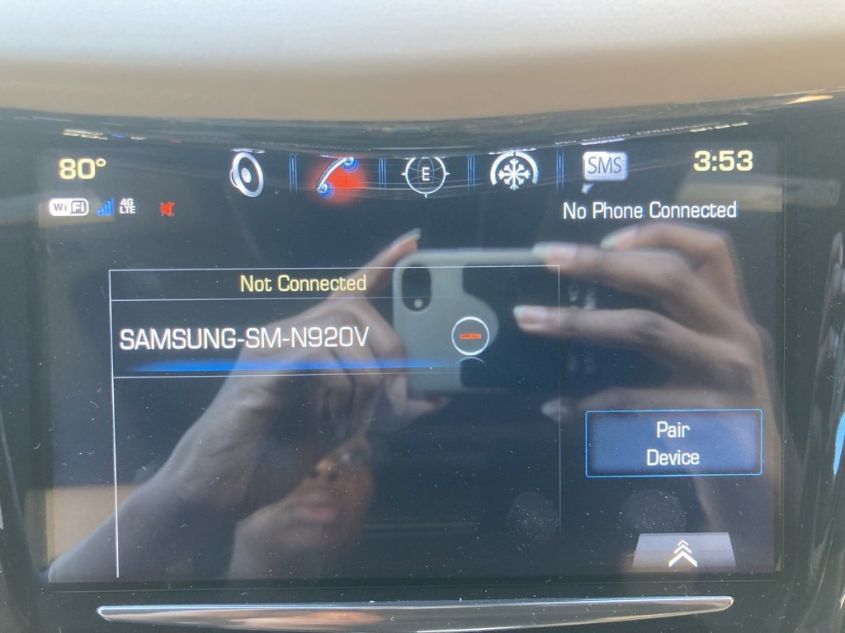 80°
E
SMS
3:53
WiFi
4G
LTE
No Phone Connected
Not Connected
SAMSUNG-SM-N920V
Pair
Device